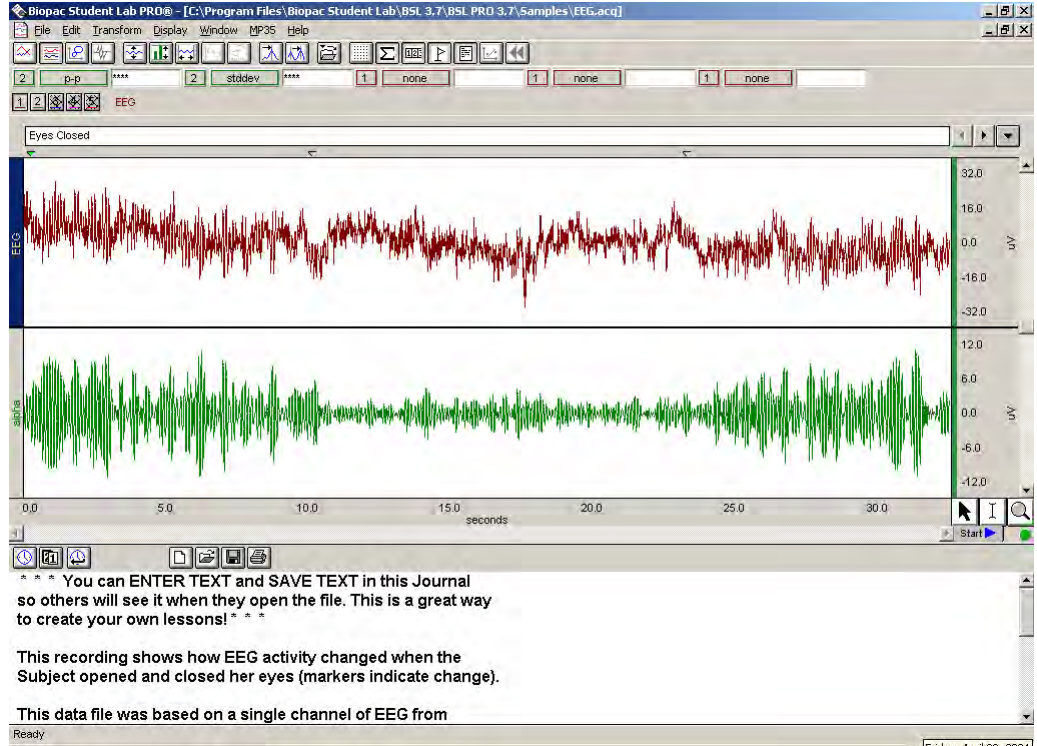 Biopac Student Lab PRO® - [C:\Program Files\Biopac Student Lab\BSL 3.7\BSL PRO 3.7\Samples\EEG.acq]
File Edit Transform Display Window MP35 Help
2 p-p **** 2 stddev **** 1 none 1 none 1 none
1 2 EEG
Eyes Closed
EEG
32.0
16.0
0.0
-16.0
-32.0
uV
alpha
12.0
6.0
0.0
-6.0
-12.0
uV
0.0 5.0 10.0 15.0 20.0 25.0 30.0
seconds
Start
* * * You can ENTER TEXT and SAVE TEXT in this Journal
so others will see it when they open the file. This is a great way
to create your own lessons! * * *
This recording shows how EEG activity changed when the
Subject opened and closed her eyes (markers indicate change).
This data file was based on a single channel of EEG from
Ready